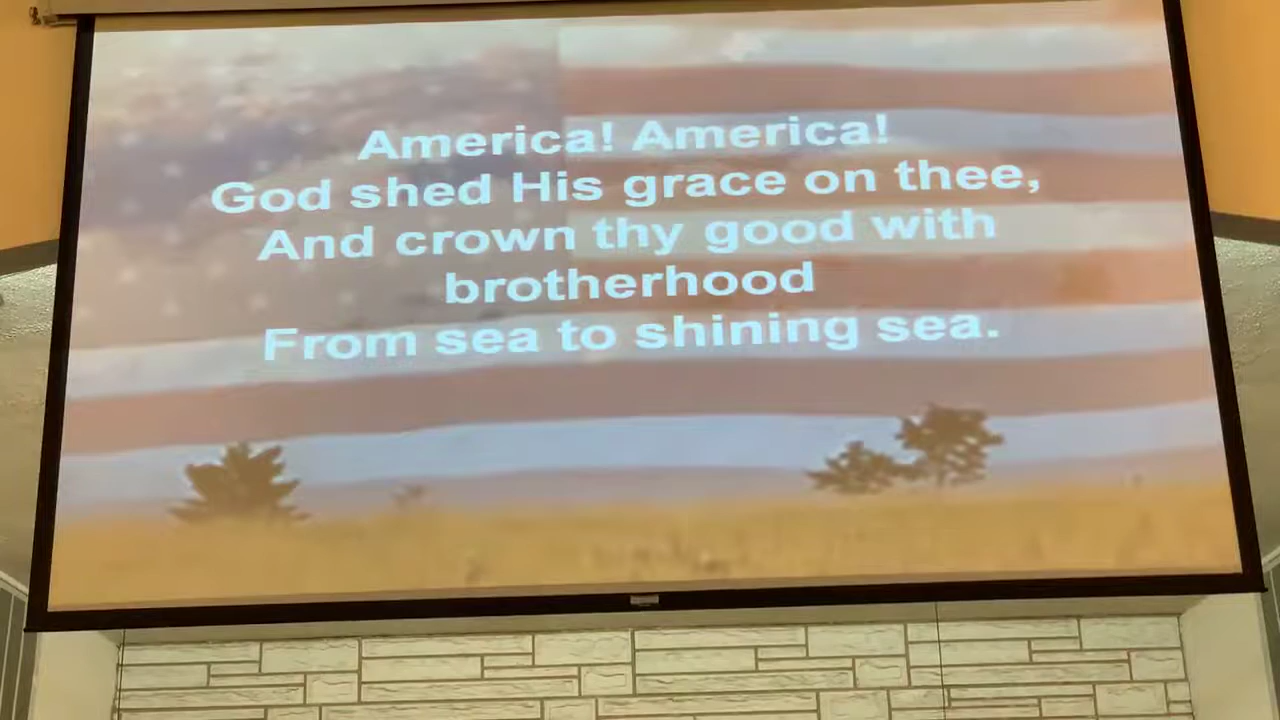 America! America!
God shed His grace on thee,
And crown thy good with
brotherhood
From sea to shining sea.